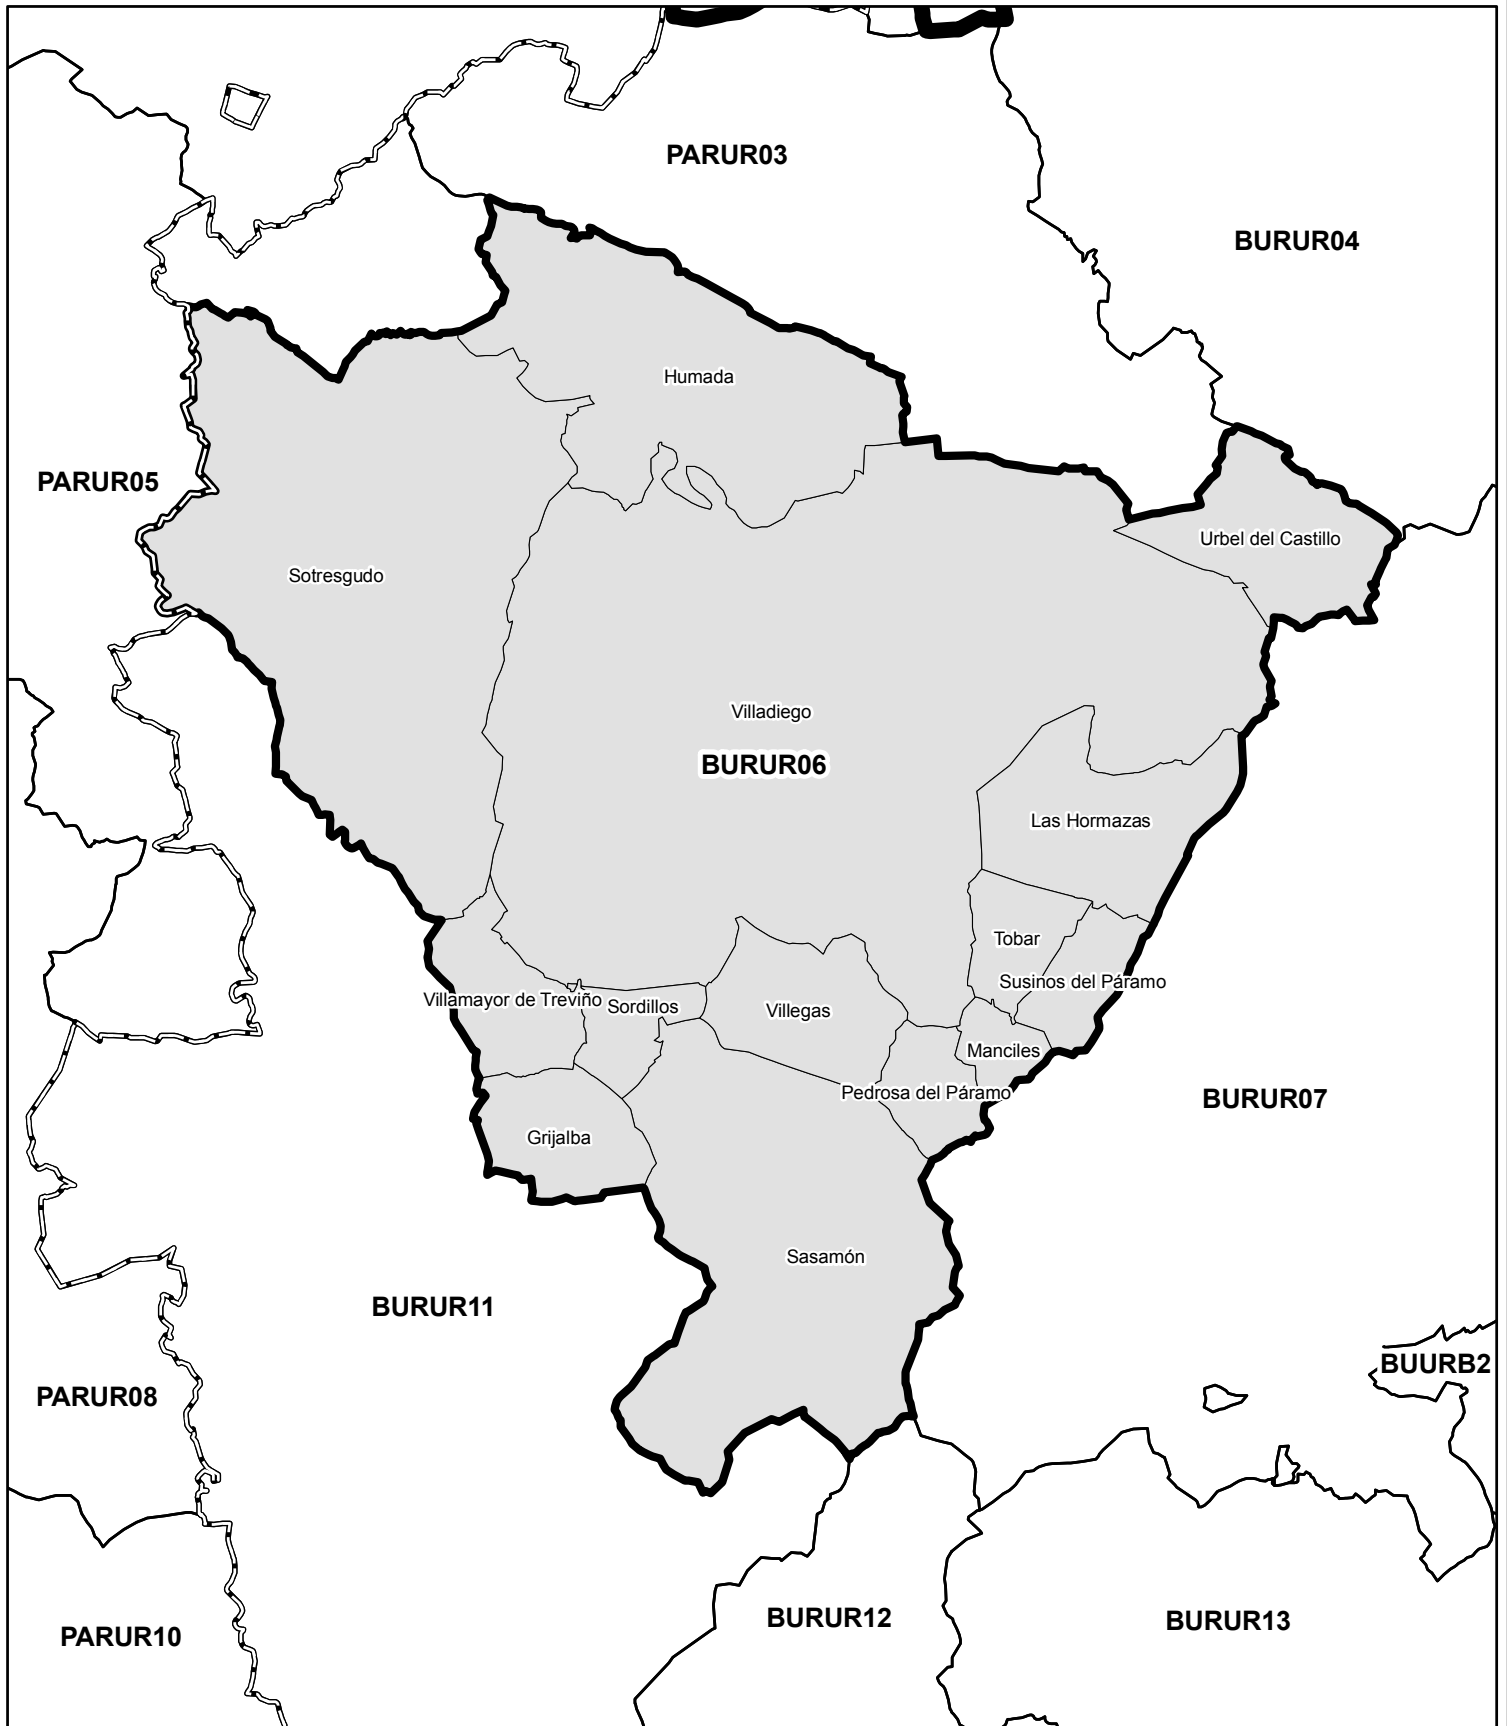 PARUR03
BURUR04
Humada
PARUR05
Urbel del Castillo
Sotresgudo
Villadiego
BURUR06
Las Hormazas
Tobar
Susinos del Páramo
Villamayor de Treviño
Sordillos
Villegas
Manciles
Pedrosa del Páramo
BURUR07
Grijalba
Sasamón
BURUR11
BUURB2
PARUR08
BURUR12
BURUR13
PARUR10